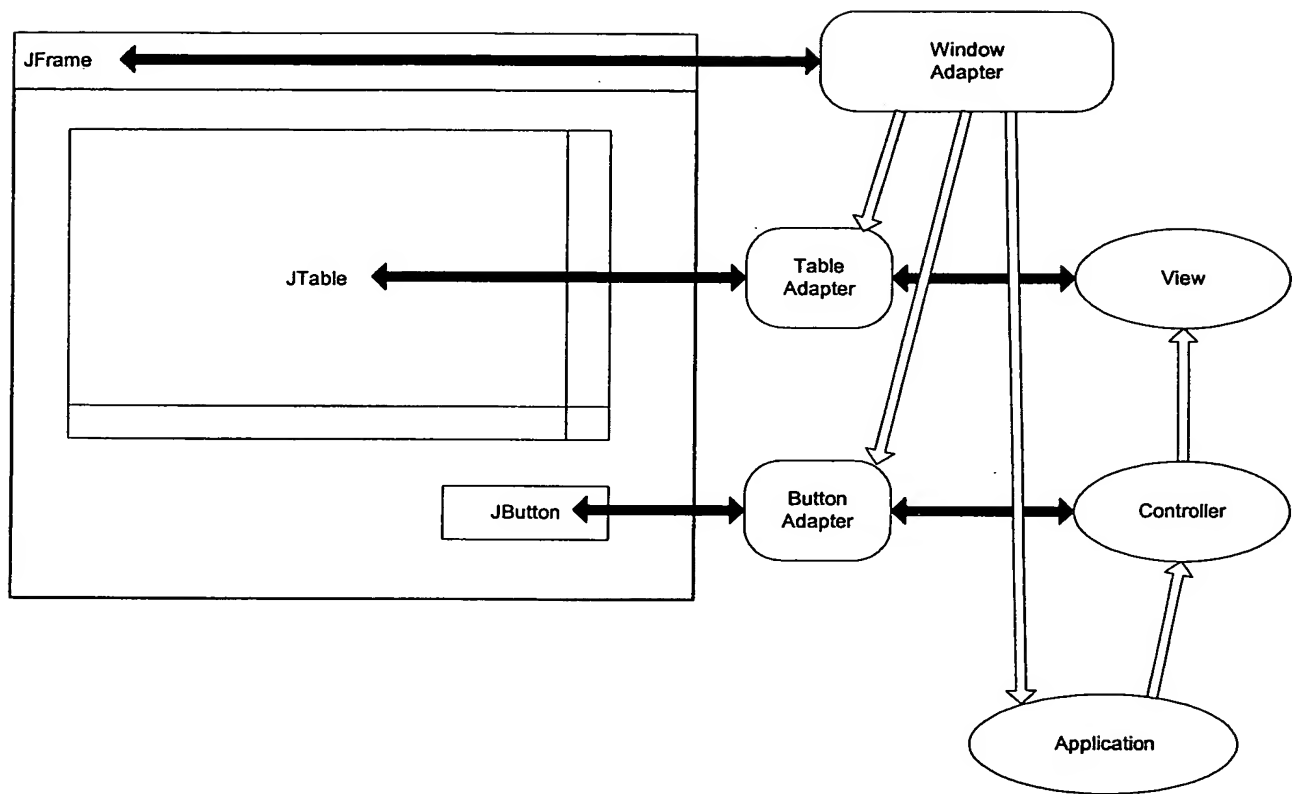 JFrame
Window
Adapter
JTable
Table
Adapter
View
JButton
Button
Adapter
Controller
Application